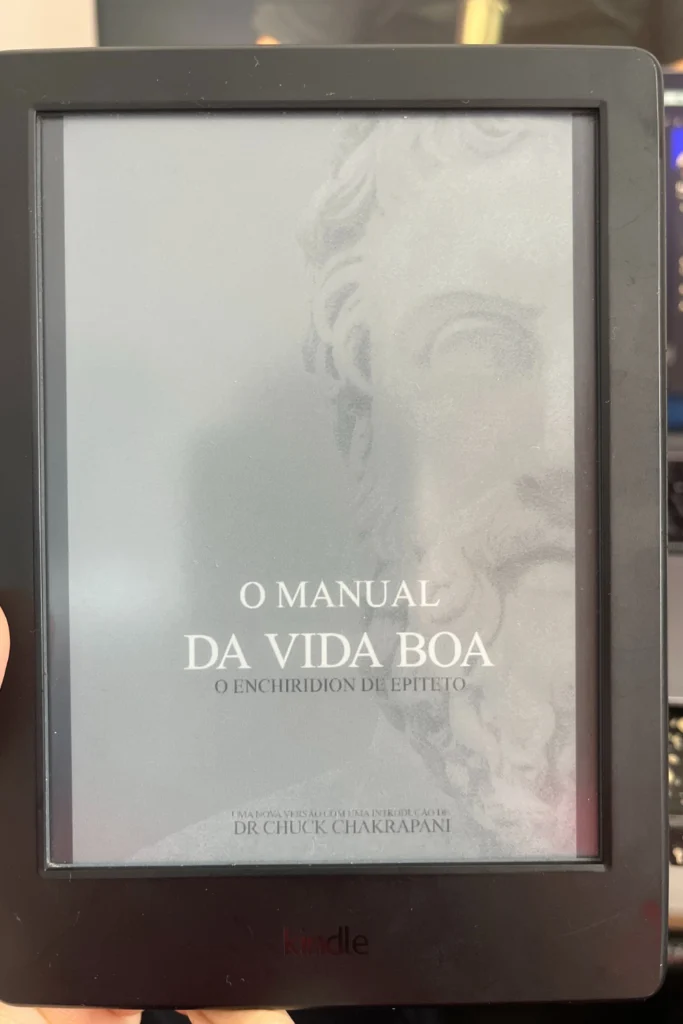 O MANUAL
DA VIDA BOA
O ENCHIRIDION DE EPITETO
UMA NOVA VERSÃO COM UMA INTRODUÇÃO DE
DR CHUCK CHAKRAPANI
kindle